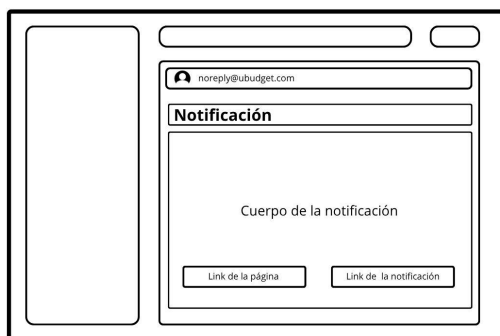 noreply@ubudget.com
Notificación
Cuerpo de la notificación
Link de la página
Link de la notificación